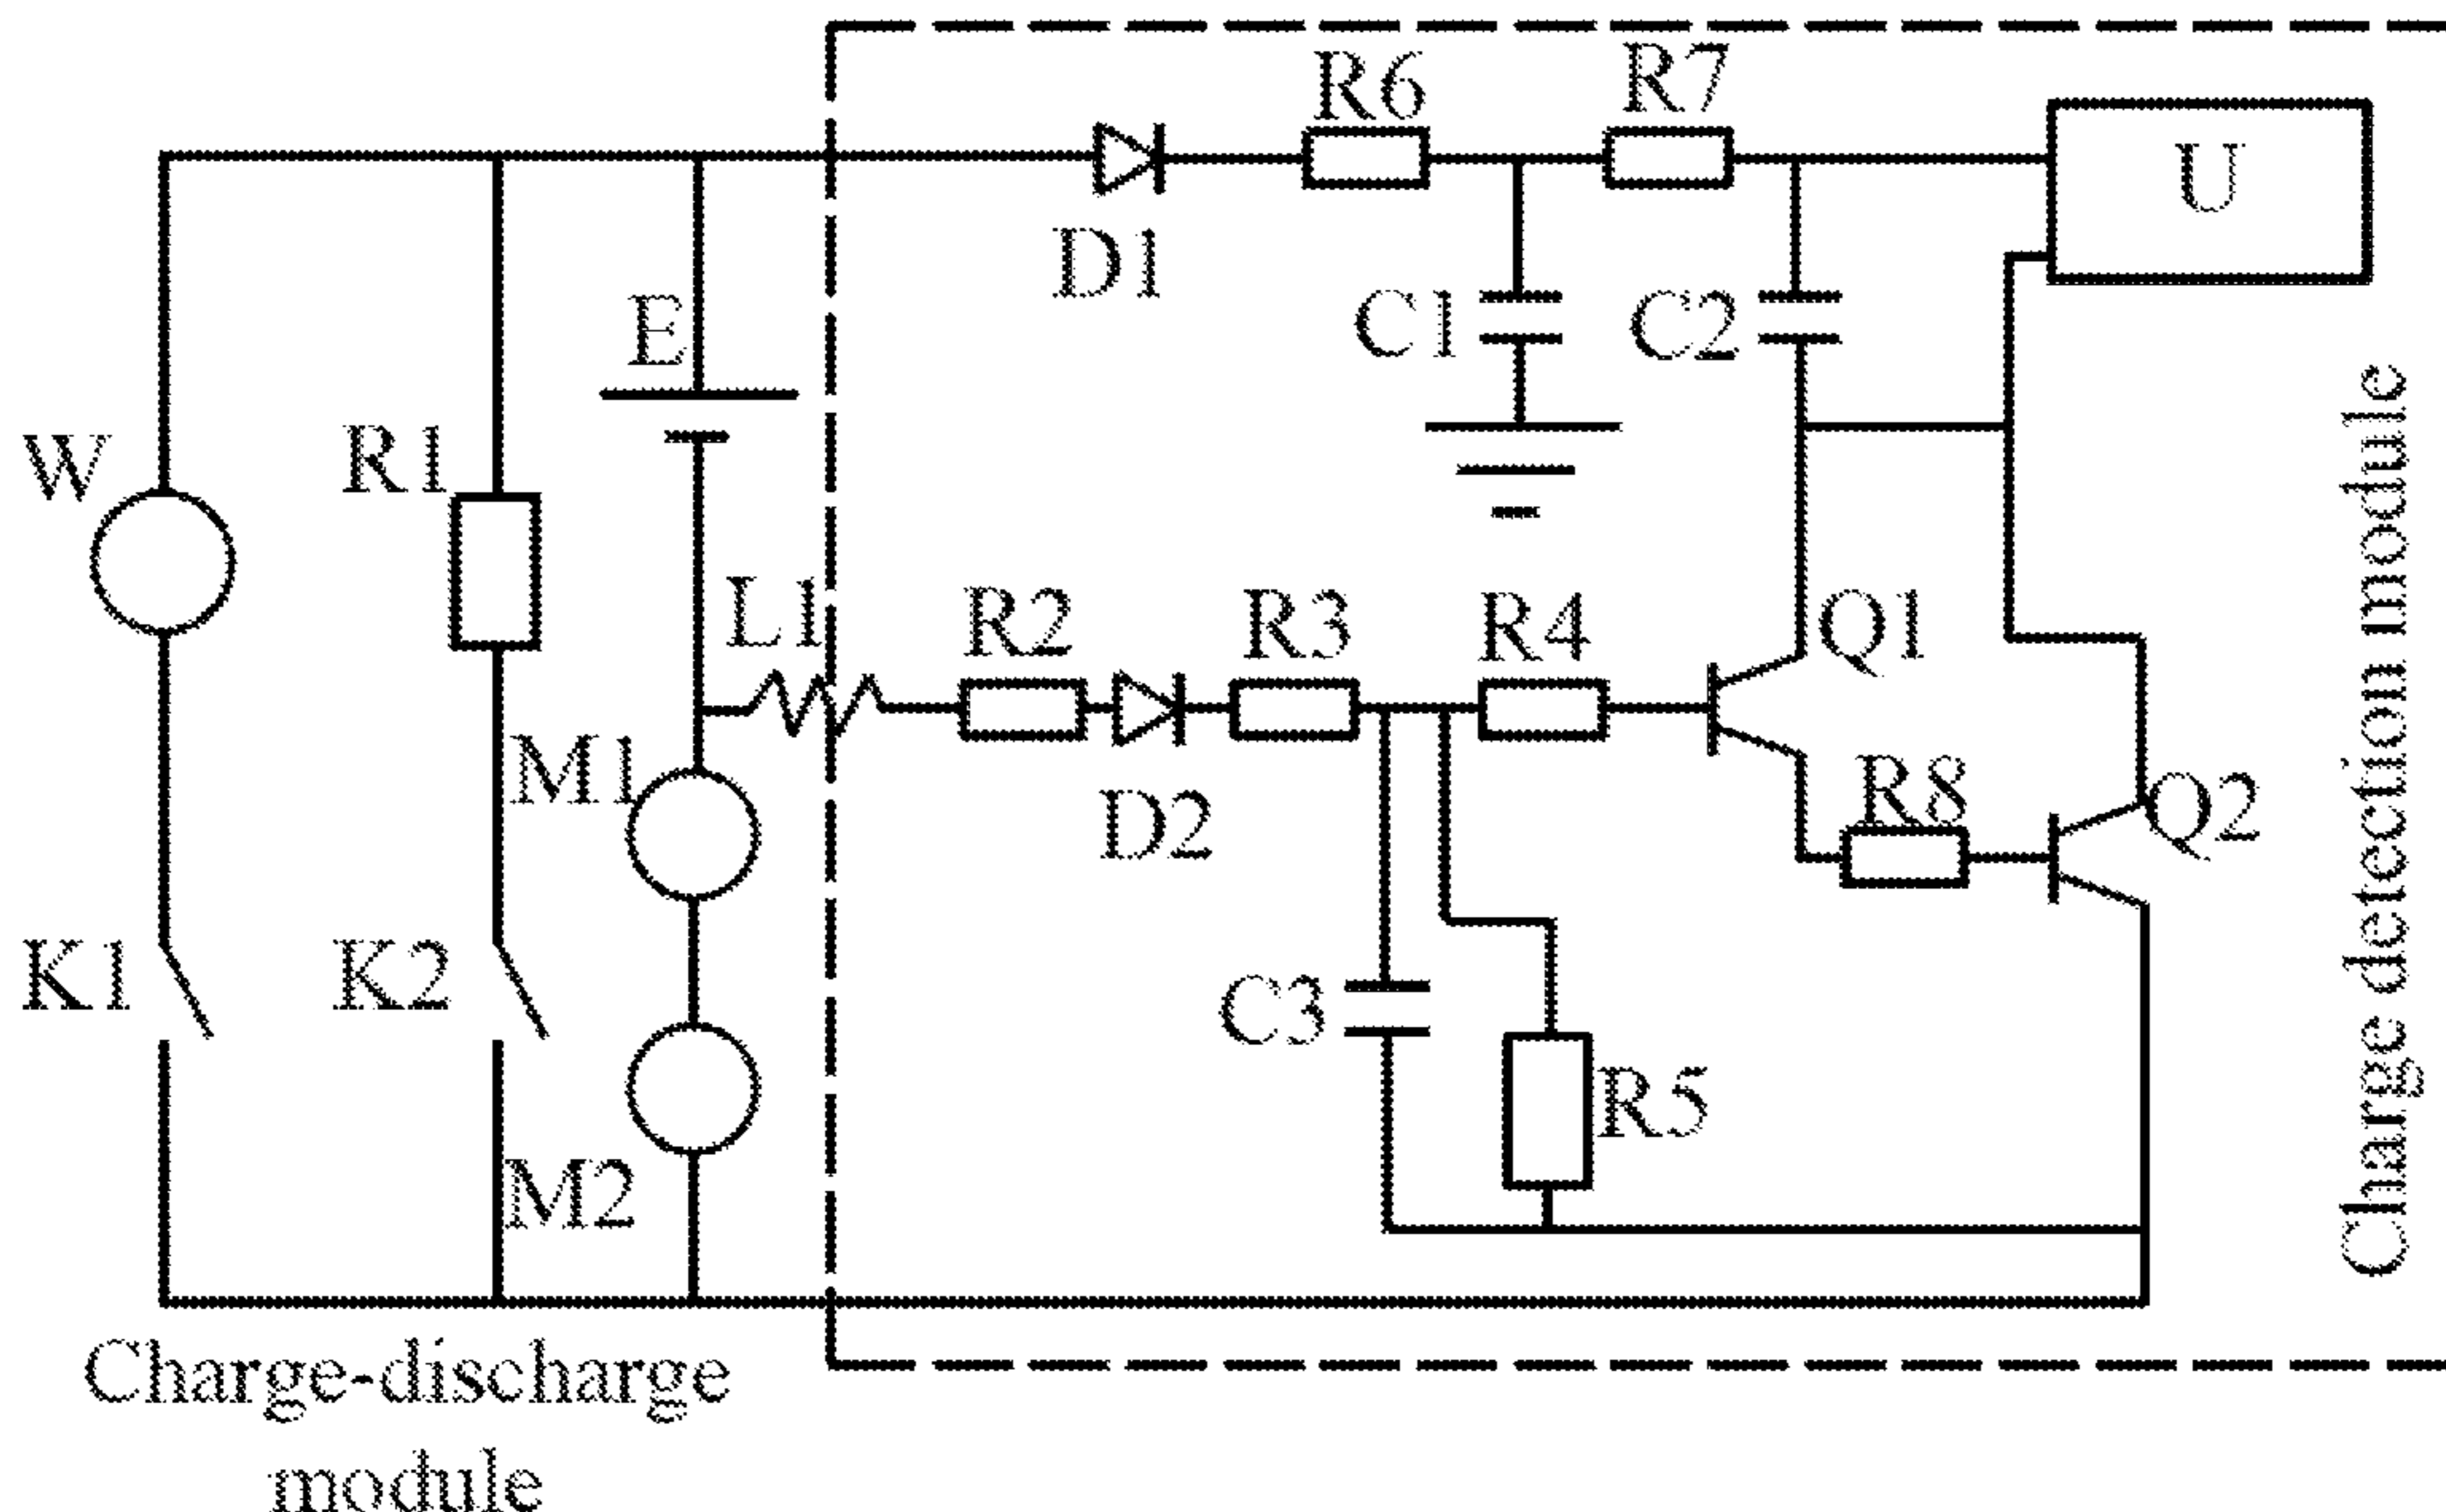 R6
R7
U
D1
E
C1
C2
W
R1
L1
R2
R3
R4
Q1
M1
D2
R8
Q2
K1
K2
C3
R5
M2
Charge detection module
Charge-discharge
module